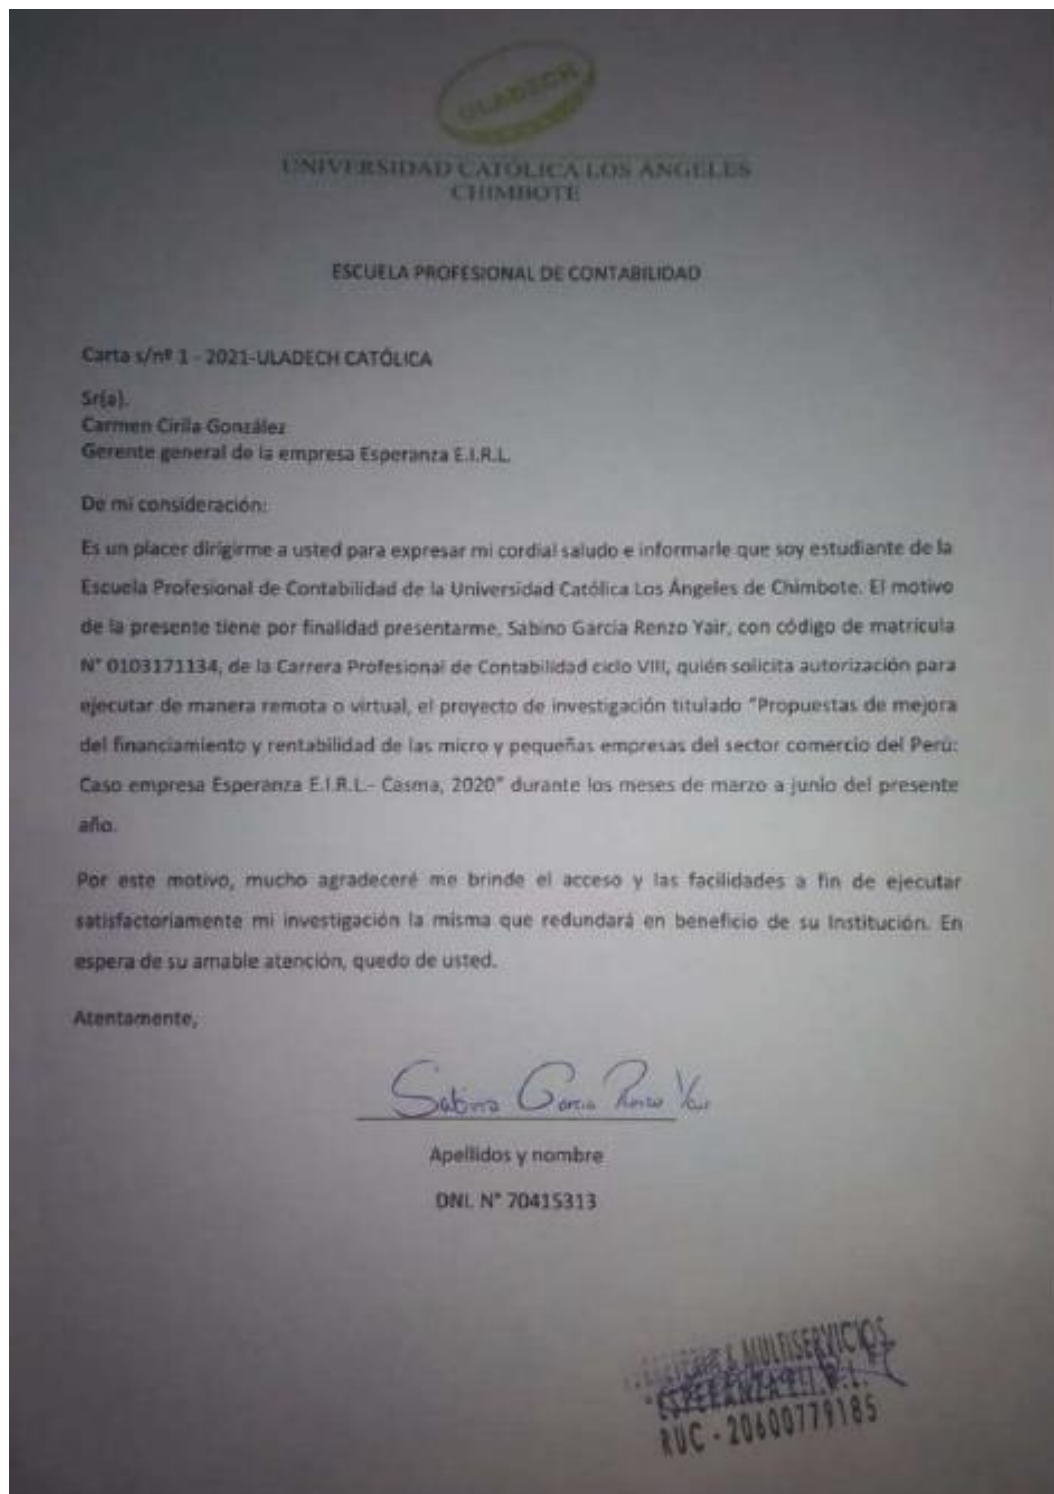 ULADECH
UNIVERSIDAD CATÓLICA LOS ÁNGELES
CHIMBOTE
ESCUELA PROFESIONAL DE CONTABILIDAD
Carta s/nº 1 - 2021-ULADECH CATÓLICA
Sr(a).
Carmen Cirila González
Gerente general de la empresa Esperanza E.I.R.L.
De mi consideración:
Es un placer dirigirme a usted para expresar mi cordial saludo e informarle que soy estudiante de la
Escuela Profesional de Contabilidad de la Universidad Católica Los Ángeles de Chimbote. El motivo
de la presente tiene por finalidad presentarme, Sabino García Renzo Yair, con código de matrícula
N° 0103171134, de la Carrera Profesional de Contabilidad ciclo VIII, quién solicita autorización para
ejecutar de manera remota o virtual, el proyecto de investigación titulado "Propuestas de mejora
del financiamiento y rentabilidad de las micro y pequeñas empresas del sector comercio del Perú:
Caso empresa Esperanza E.I.R.L.- Casma, 2020" durante los meses de marzo a junio del presente
año.
Por este motivo, mucho agradeceré me brinde el acceso y las facilidades a fin de ejecutar
satisfactoriamente mi investigación la misma que redundará en beneficio de su Institución. En
espera de su amable atención, quedo de usted.
Atentamente,
Sabino Garcia Renzo Yair
Apellidos y nombre
DNI. N° 70415313
& MULTISERVICIOS
ESPERANZA E.I.R.L.
RUC - 20600779185